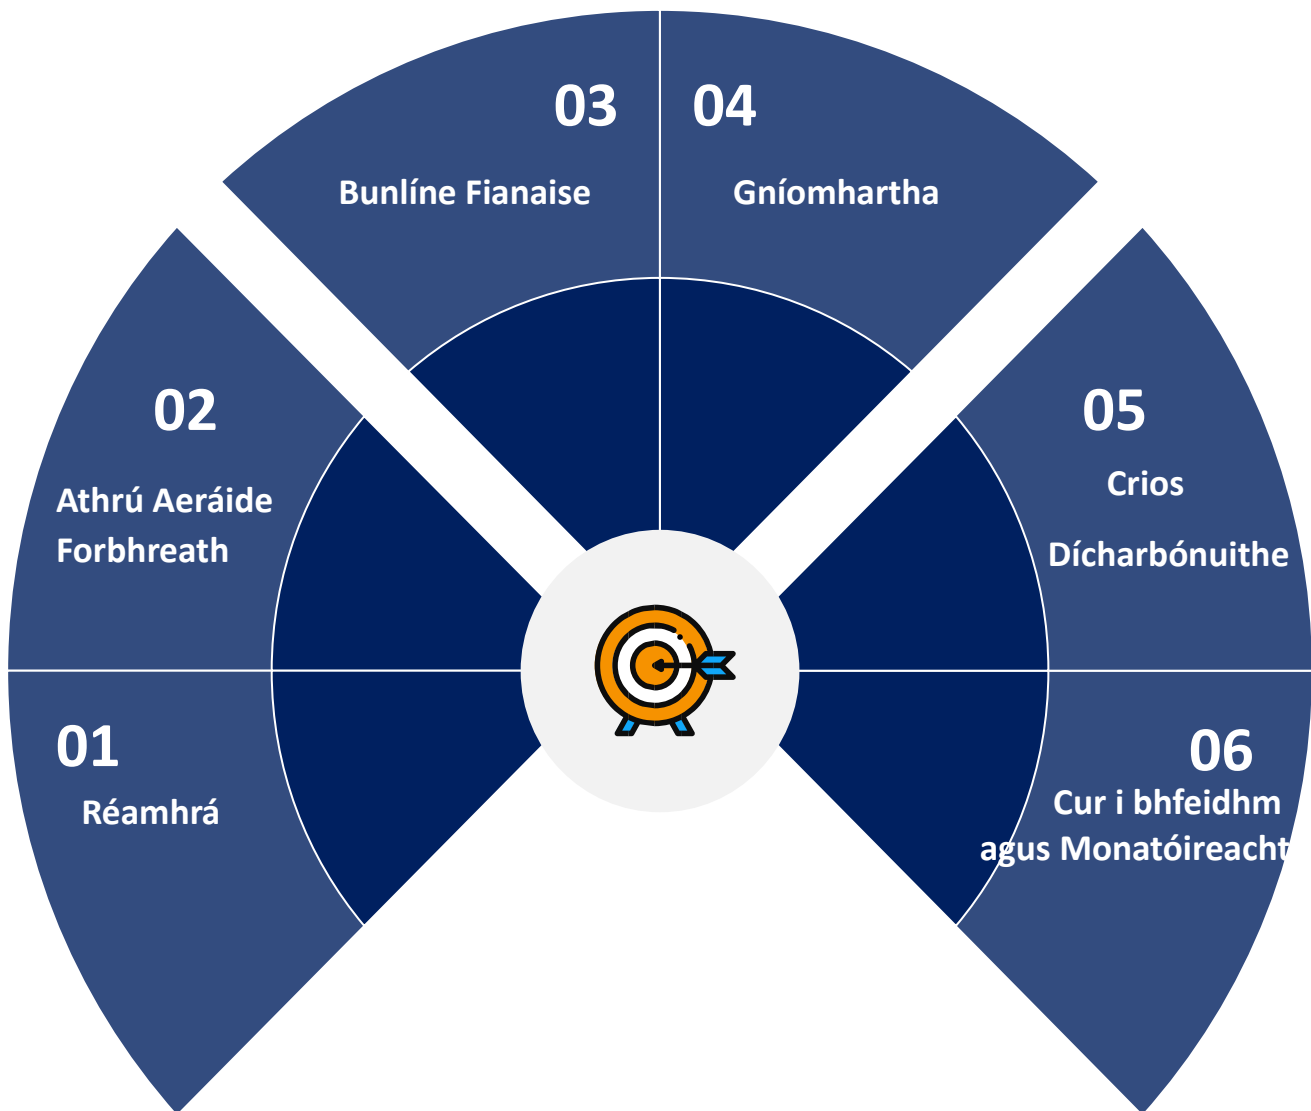 01
Réamhrá
02
Athrú Aeráide
Forbhreath
03
Bunlíne Fianaise
04
Gníomhartha
05
Crios
Dícharbónuithe
06
Cur i bhfeidhm
agus Monatóireacht